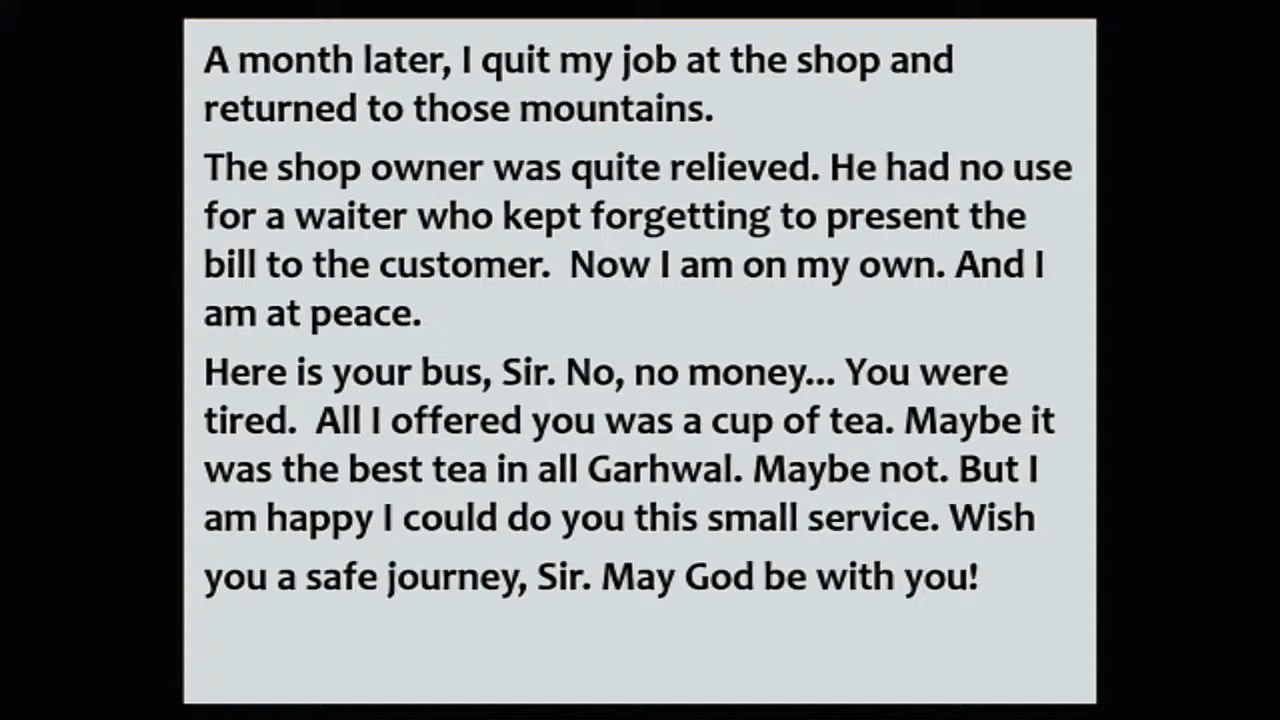 A month later, I quit my job at the shop and
returned to those mountains.
The shop owner was quite relieved. He had no use
for a waiter who kept forgetting to present the
bill to the customer.  Now I am on my own. And I
am at peace.
Here is your bus, Sir. No, no money... You were
tired.  All I offered you was a cup of tea. Maybe it
was the best tea in all Garhwal. Maybe not. But I
am happy I could do you this small service. Wish
you a safe journey, Sir. May God be with you!